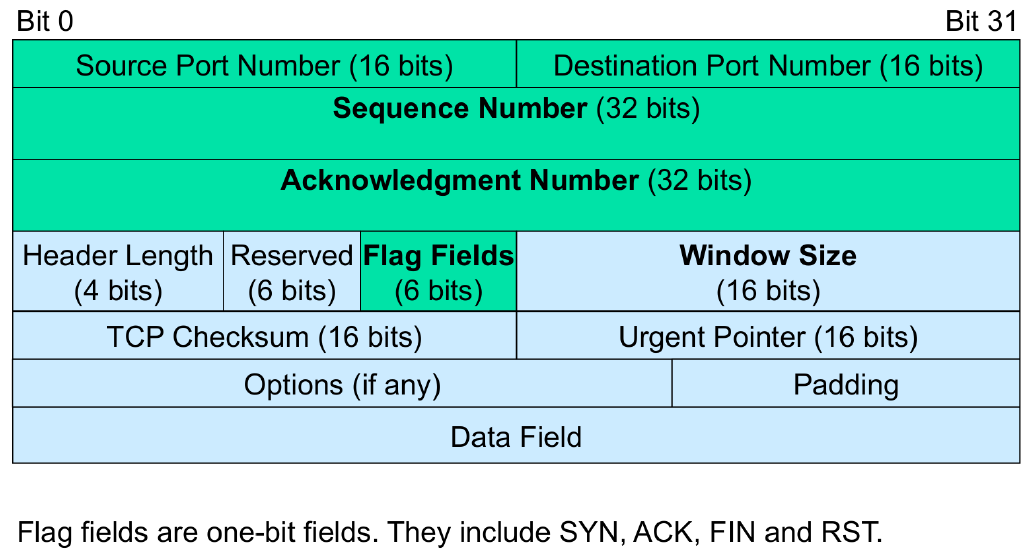 Bit 0 Bit 31
Source Port Number (16 bits) Destination Port Number (16 bits)
Sequence Number (32 bits)
Acknowledgment Number (32 bits)
Header Length Reserved Flag Fields Window Size
(4 bits) (6 bits) (6 bits) (16 bits)
TCP Checksum (16 bits) Urgent Pointer (16 bits)
Options (if any) Padding
Data Field
Flag fields are one-bit fields. They include SYN, ACK, FIN and RST.